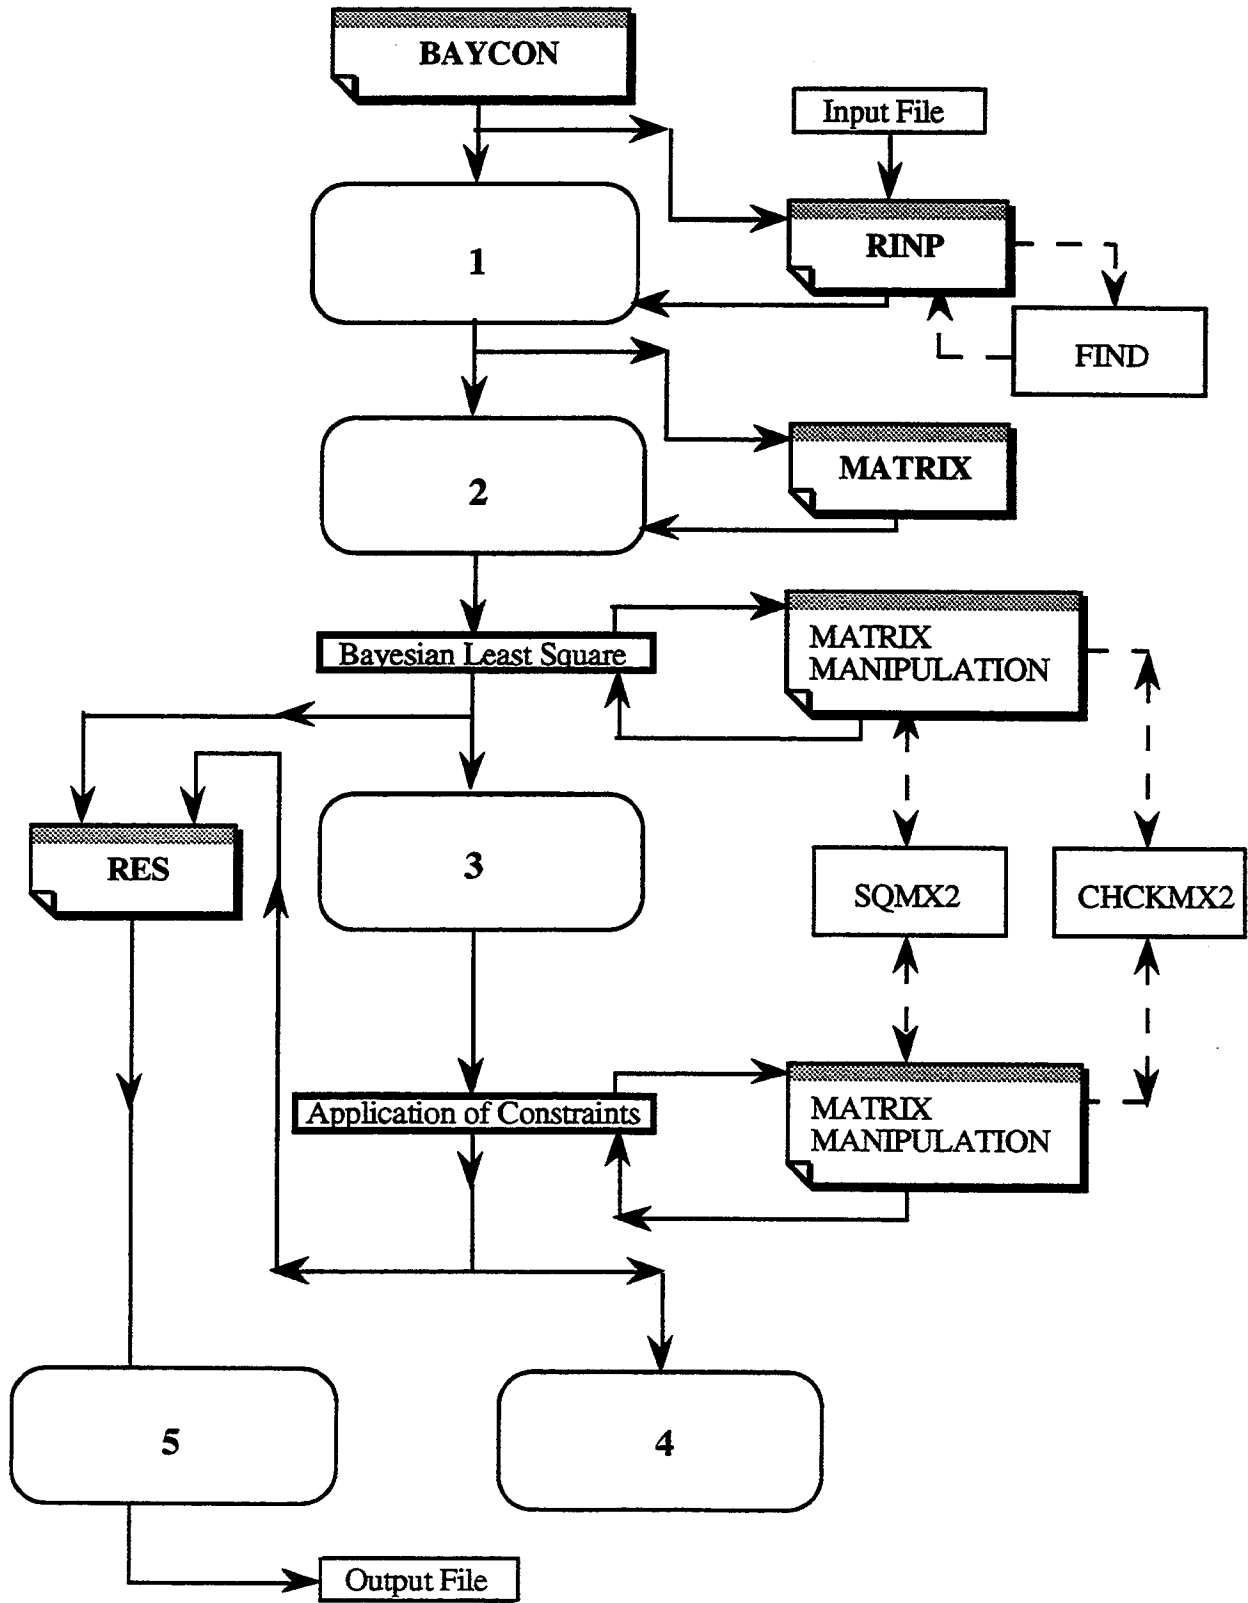 BAYCON
Input File
1
RINP
FIND
2
MATRIX
Bayesian Least Square
MATRIX
MANIPULATION
RES
3
SQMX2
CHCKMX2
Application of Constraints
MATRIX
MANIPULATION
5
4
Output File